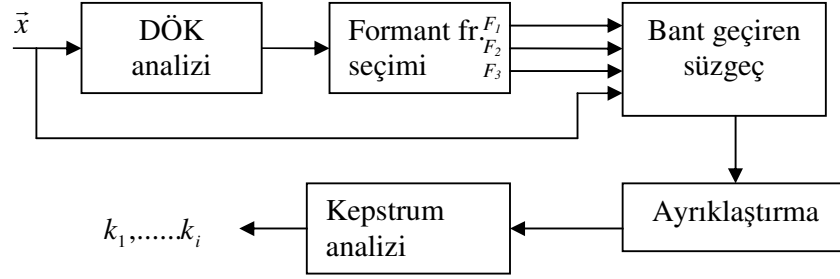 x⃗
DÖK
analizi
Formant fr.
seçimi
F₁
F₂
F₃
Bant geçiren
süzgeç
Ayrıklaştırma
Kepstrum
analizi
k₁,......kᵢ